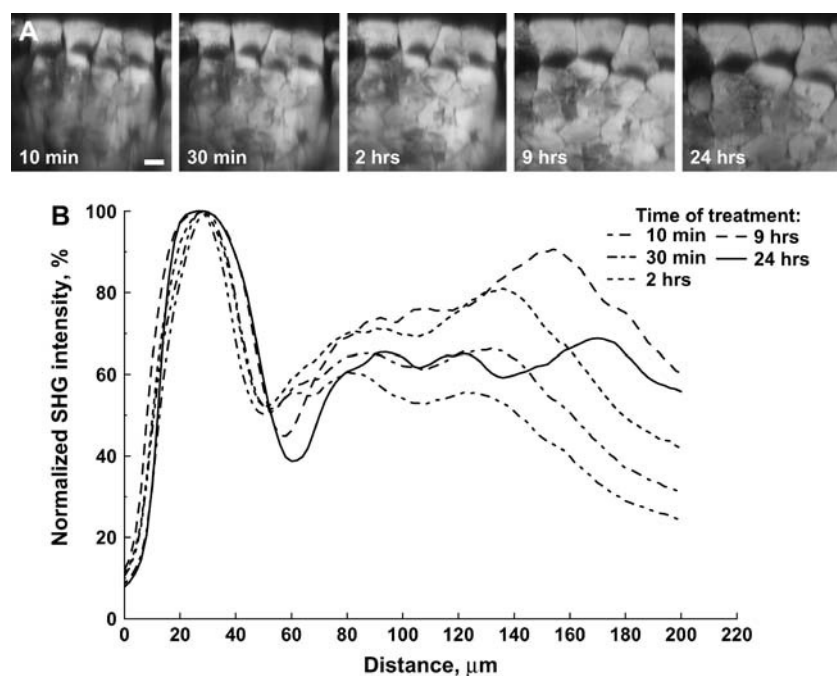 A
10 min
30 min
2 hrs
9 hrs
24 hrs
B
Normalized SHG intensity, %
100
80
60
40
20
0
Time of treatment:
10 min
9 hrs
30 min
24 hrs
2 hrs
0 20 40 60 80 100 120 140 160 180 200 220
Distance, μm